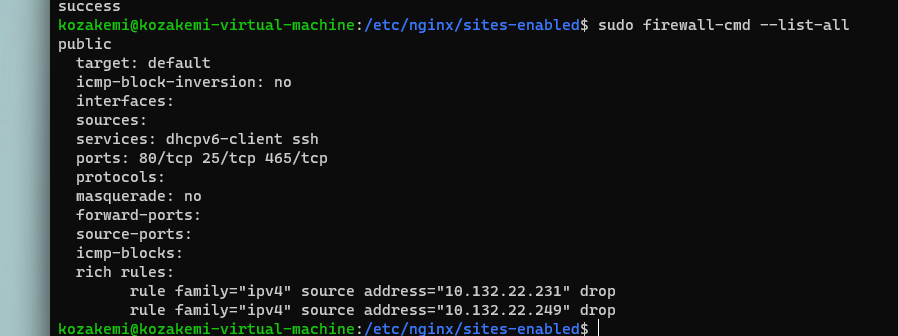 success
kozakemi@kozakemi-virtual-machine:/etc/nginx/sites-enabled$ sudo firewall-cmd --list-all
public
  target: default
  icmp-block-inversion: no
  interfaces:
  sources:
  services: dhcpv6-client ssh
  ports: 80/tcp 25/tcp 465/tcp
  protocols:
  masquerade: no
  forward-ports:
  source-ports:
  icmp-blocks:
  rich rules:
        rule family="ipv4" source address="10.132.22.231" drop
        rule family="ipv4" source address="10.132.22.249" drop
kozakemi@kozakemi-virtual-machine:/etc/nginx/sites-enabled$